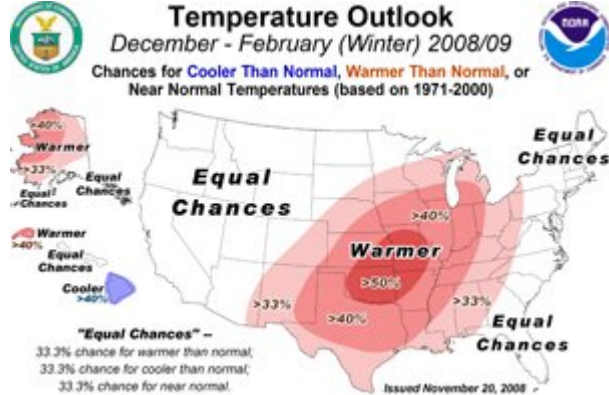 Temperature Outlook
December - February (Winter) 2008/09
Chances for Cooler Than Normal, Warmer Than Normal, or
Near Normal Temperatures (based on 1971-2000)
NOAA
>40%
Warmer
>33%
Equal
Chances
Equal
Chances
Warmer
>40%
Equal
Chances
Cooler
>40%
Equal
Chances
Equal
Chances
>40%
Warmer
>50%
>33%
>40%
>33%
Equal
Chances
"Equal Chances" --
33.3% chance for warmer than normal;
33.3% chance for cooler than normal;
33.3% chance for near normal.
Issued November 20, 2008